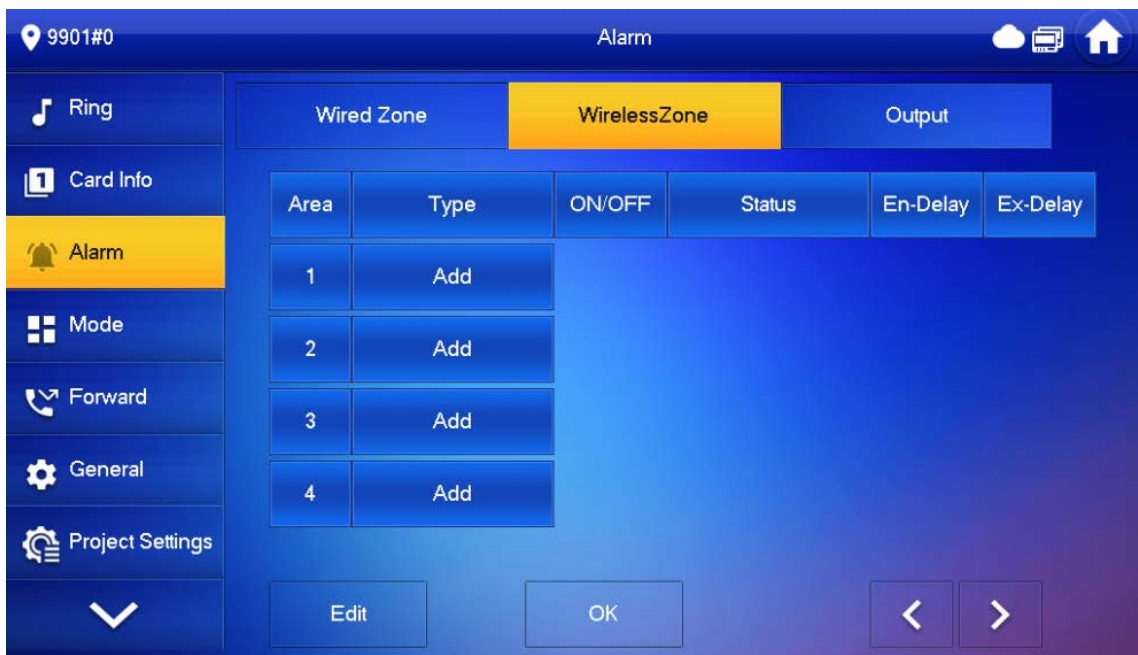 9901#0 Alarm
Ring
Card Info
Alarm
Mode
Forward
General
Project Settings
Wired Zone WirelessZone Output
Area Type ON/OFF Status En-Delay Ex-Delay
1 Add
2 Add
3 Add
4 Add
Edit OK